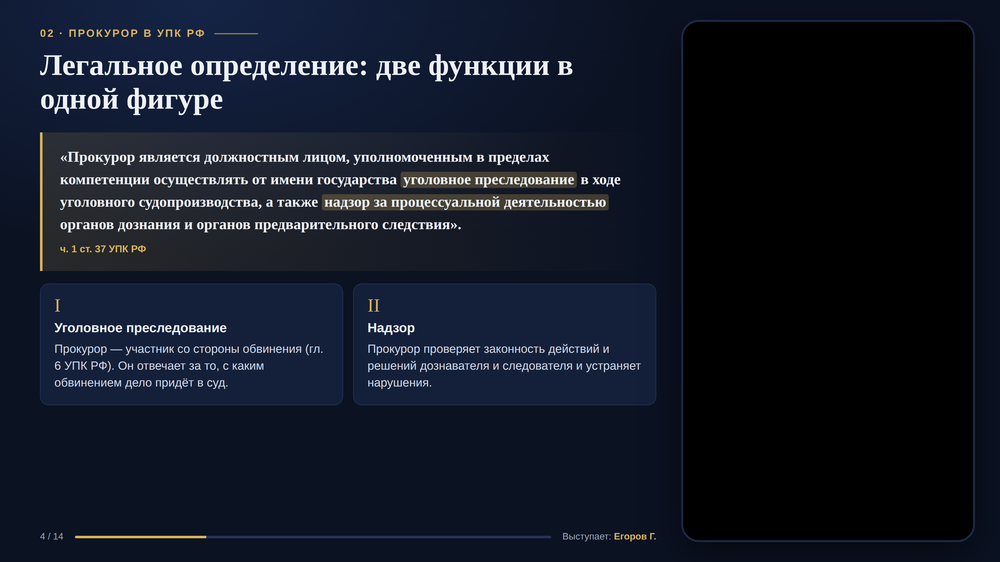 02 · ПРОКУРОР В УПК РФ
Легальное определение: две функции в
одной фигуре
«Прокурор является должностным лицом, уполномоченным в пределах
компетенции осуществлять от имени государства уголовное преследование в ходе
уголовного судопроизводства, а также надзор за процессуальной деятельностью
органов дознания и органов предварительного следствия».
ч. 1 ст. 37 УПК РФ
I
Уголовное преследование
Прокурор — участник со стороны обвинения (гл.
6 УПК РФ). Он отвечает за то, с каким
обвинением дело придёт в суд.
II
Надзор
Прокурор проверяет законность действий и
решений дознавателя и следователя и устраняет
нарушения.
4 / 14
Выступает: Егоров Г.